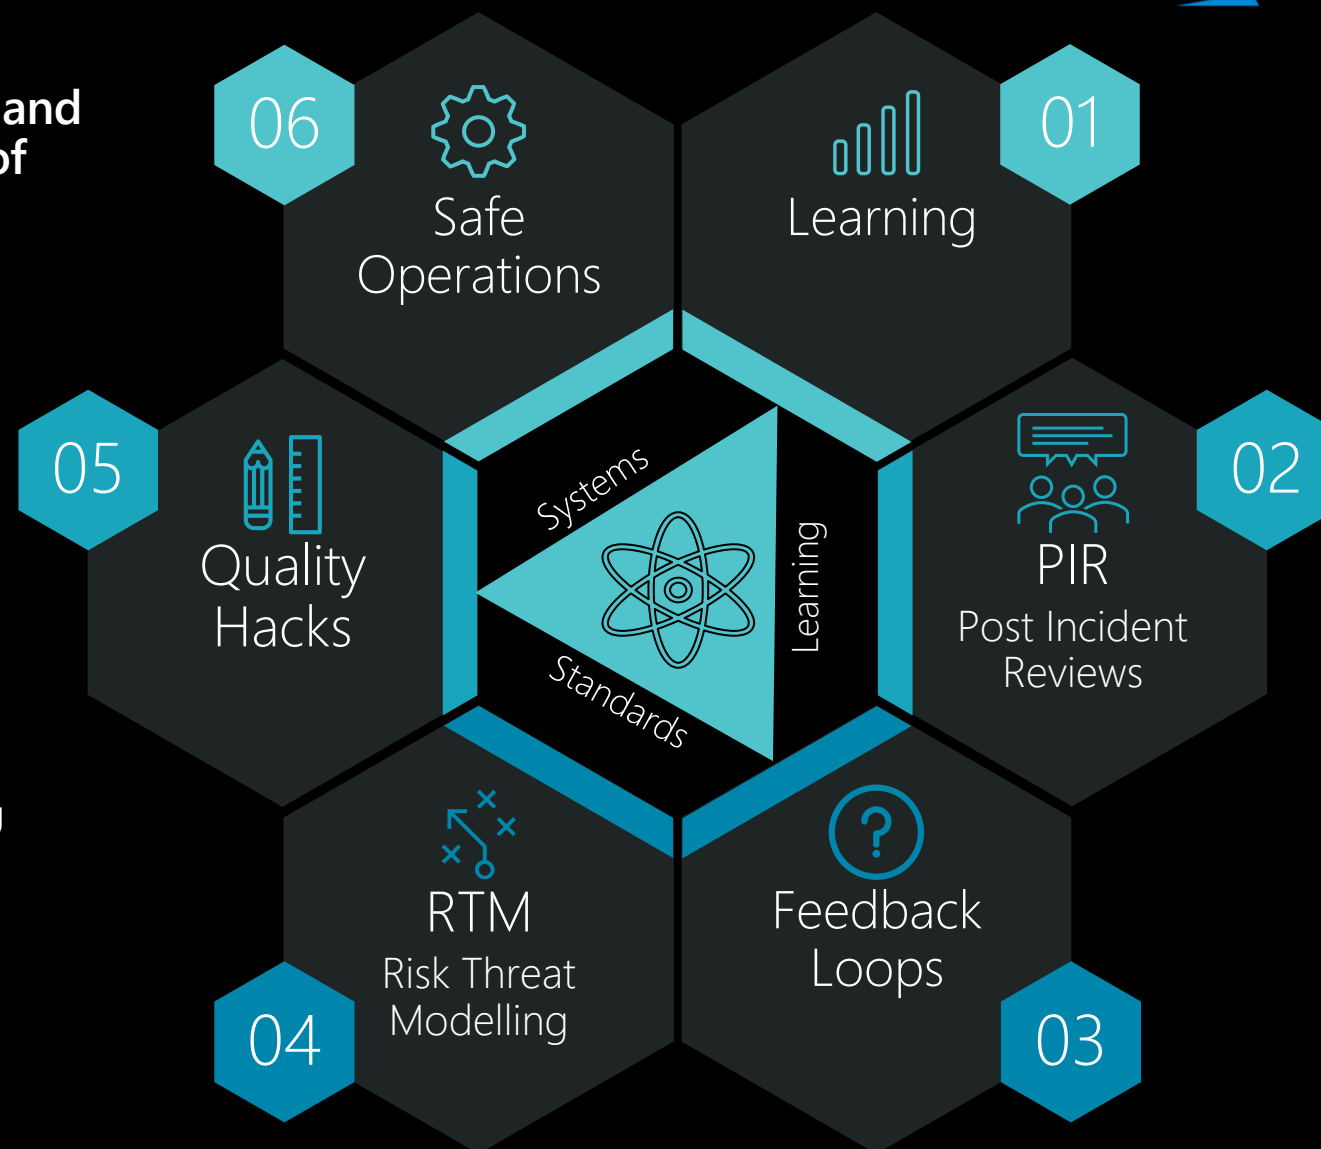 and
of
06
Safe
Operations
01
Learning
05
Quality
Hacks
Systems
Learning
Standards
02
PIR
Post Incident
Reviews
04
RTM
Risk Threat
Modelling
03
Feedback
Loops